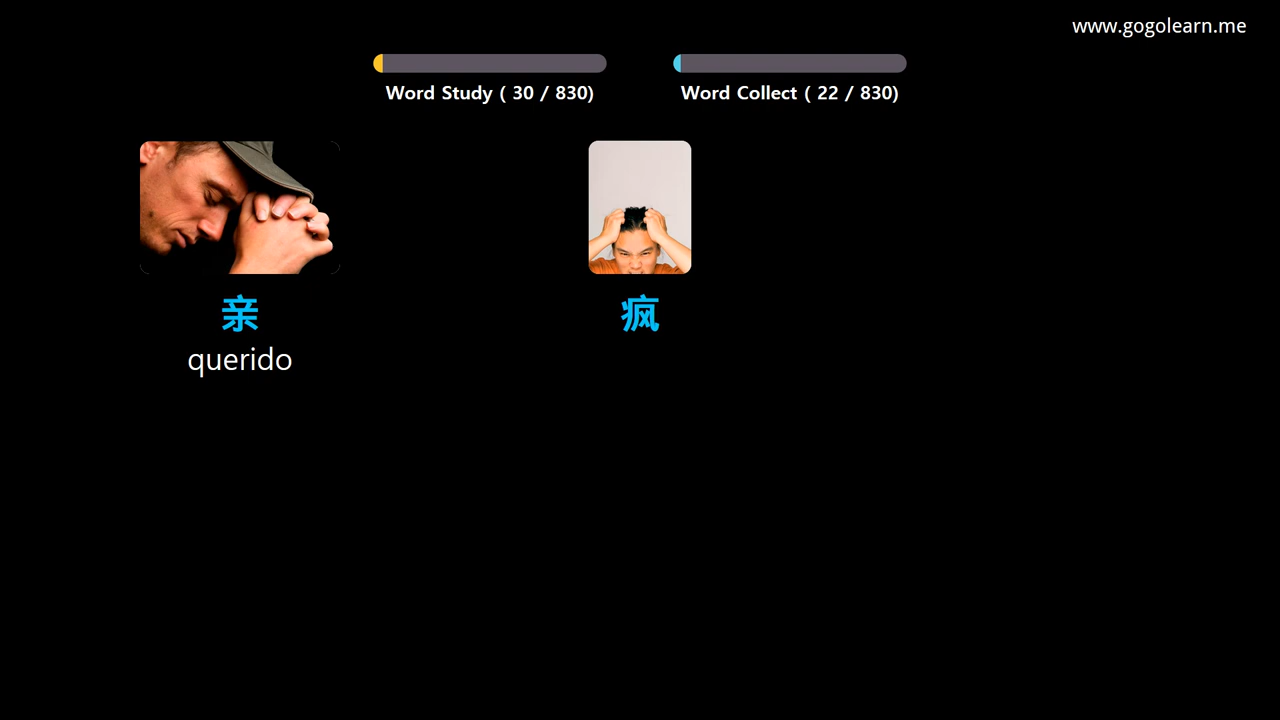 www.gogolearn.me
Word Study ( 30 / 830)
Word Collect ( 22 / 830)
亲
疯
querido